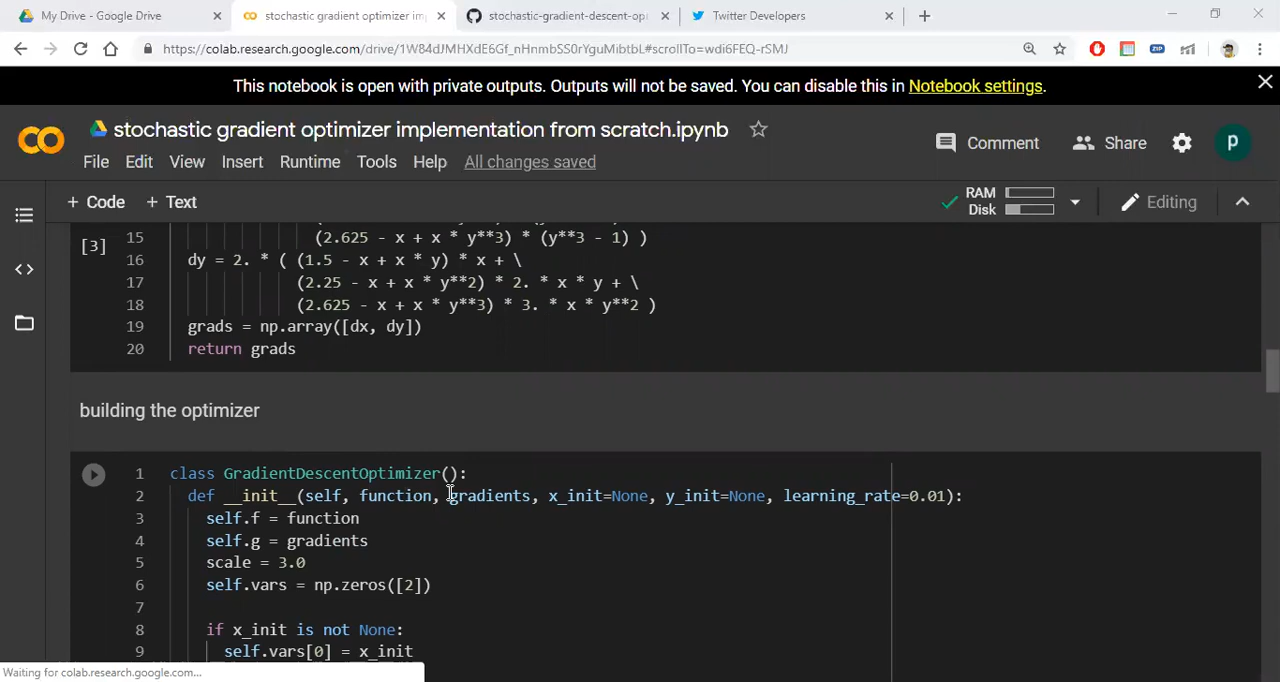 My Drive - Google Drive
stochastic gradient optimizer im
stochastic-gradient-descent-op
Twitter Developers
https://colab.research.google.com/drive/1W84dJMHXdE6Gf_nHnmbSS0rYguMibtbL#scrollTo=wdi6FEQ-rSMJ
This notebook is open with private outputs. Outputs will not be saved. You can disable this in Notebook settings.
stochastic gradient optimizer implementation from scratch.ipynb
Comment Share P
File Edit View Insert Runtime Tools Help All changes saved
+ Code + Text RAM Disk Editing
[3]
15 (2.625 - x + x * y**3) * (y**3 - 1) )
16 dy = 2. * ( (1.5 - x + x * y) * x + \
17 (2.25 - x + x * y**2) * 2. * x * y + \
18 (2.625 - x + x * y**3) * 3. * x * y**2 )
19 grads = np.array([dx, dy])
20 return grads
building the optimizer
1 class GradientDescentOptimizer():
2 def __init__(self, function, gradients, x_init=None, y_init=None, learning_rate=0.01):
3 self.f = function
4 self.g = gradients
5 scale = 3.0
6 self.vars = np.zeros([2])
7
8 if x_init is not None:
9 self.vars[0] = x_init
Waiting for colab.research.google.com...